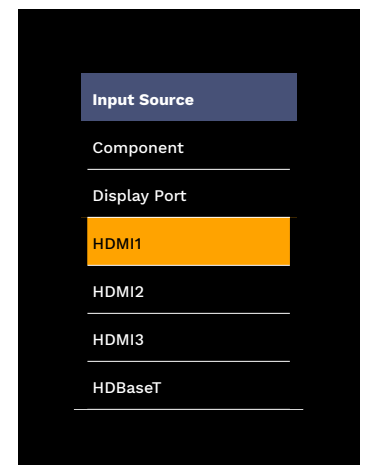 Input Source
Component
Display Port
HDMI1
HDMI2
HDMI3
HDBaseT